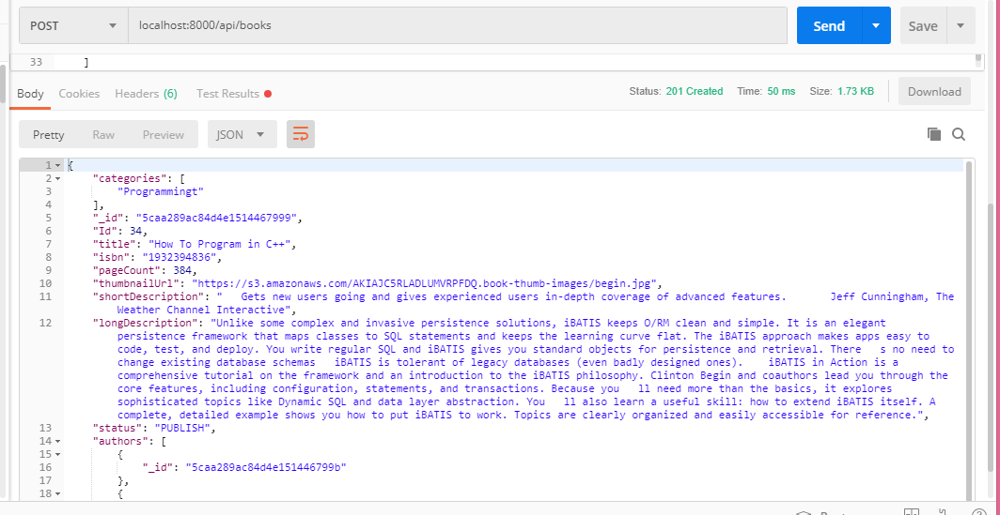 POST localhost:8000/api/books Send Save
33 ]
Body Cookies Headers (6) Test Results Status: 201 Created Time: 50 ms Size: 1.73 KB Download
Pretty Raw Preview JSON
1 {
2 "categories": [
3 "Programmingt"
4 ],
5 "_id": "5caa289ac84d4e1514467999",
6 "Id": 34,
7 "title": "How To Program in C++",
8 "isbn": "1932394836",
9 "pageCount": 384,
10 "thumbnailUrl": "https://s3.amazonaws.com/AKIAJC5RLADLUMVRPFDQ.book-thumb-images/begin.jpg",
11 "shortDescription": "   Gets new users going and gives experienced users in-depth coverage of advanced features.       Jeff Cunningham, The
Weather Channel Interactive",
12 "longDescription": "Unlike some complex and invasive persistence solutions, iBATIS keeps O/RM clean and simple. It is an elegant
persistence framework that maps classes to SQL statements and keeps the learning curve flat. The iBATIS approach makes apps easy to
code, test, and deploy. You write regular SQL and iBATIS gives you standard objects for persistence and retrieval. There   s no need to
change existing database schemas   iBATIS is tolerant of legacy databases (even badly designed ones).    iBATIS in Action is a
comprehensive tutorial on the framework and an introduction to the iBATIS philosophy. Clinton Begin and coauthors lead you through the
core features, including configuration, statements, and transactions. Because you   ll need more than the basics, it explores
sophisticated topics like Dynamic SQL and data layer abstraction. You   ll also learn a useful skill: how to extend iBATIS itself. A
complete, detailed example shows you how to put iBATIS to work. Topics are clearly organized and easily accessible for reference.",
13 "status": "PUBLISH",
14 "authors": [
15 {
16 "_id": "5caa289ac84d4e151446799b"
17 },
18 {